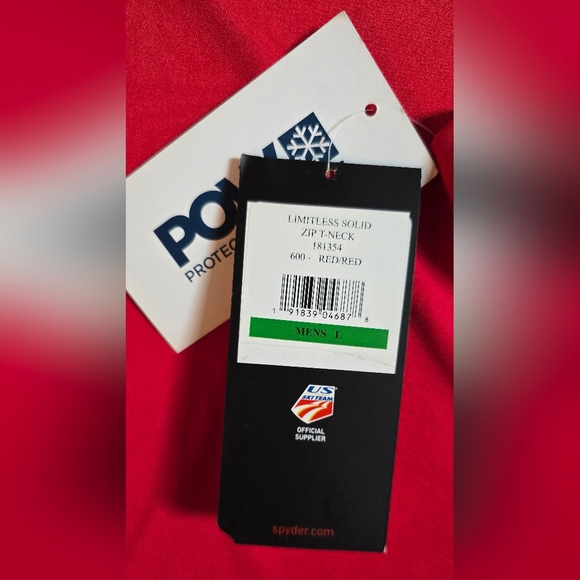 POW
PROTEC
LIMITLESS SOLID
ZIP T-NECK
181354
600 - RED/RED
1 91839 04687 8
MENS L
US
SKI TEAM
OFFICIAL
SUPPLIER
spyder.com